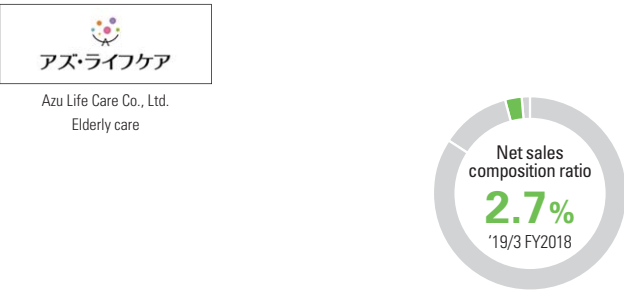 アズ・ライフケア
Azu Life Care Co., Ltd.
Elderly care
Net sales
composition ratio
2.7%
‘19/3 FY2018